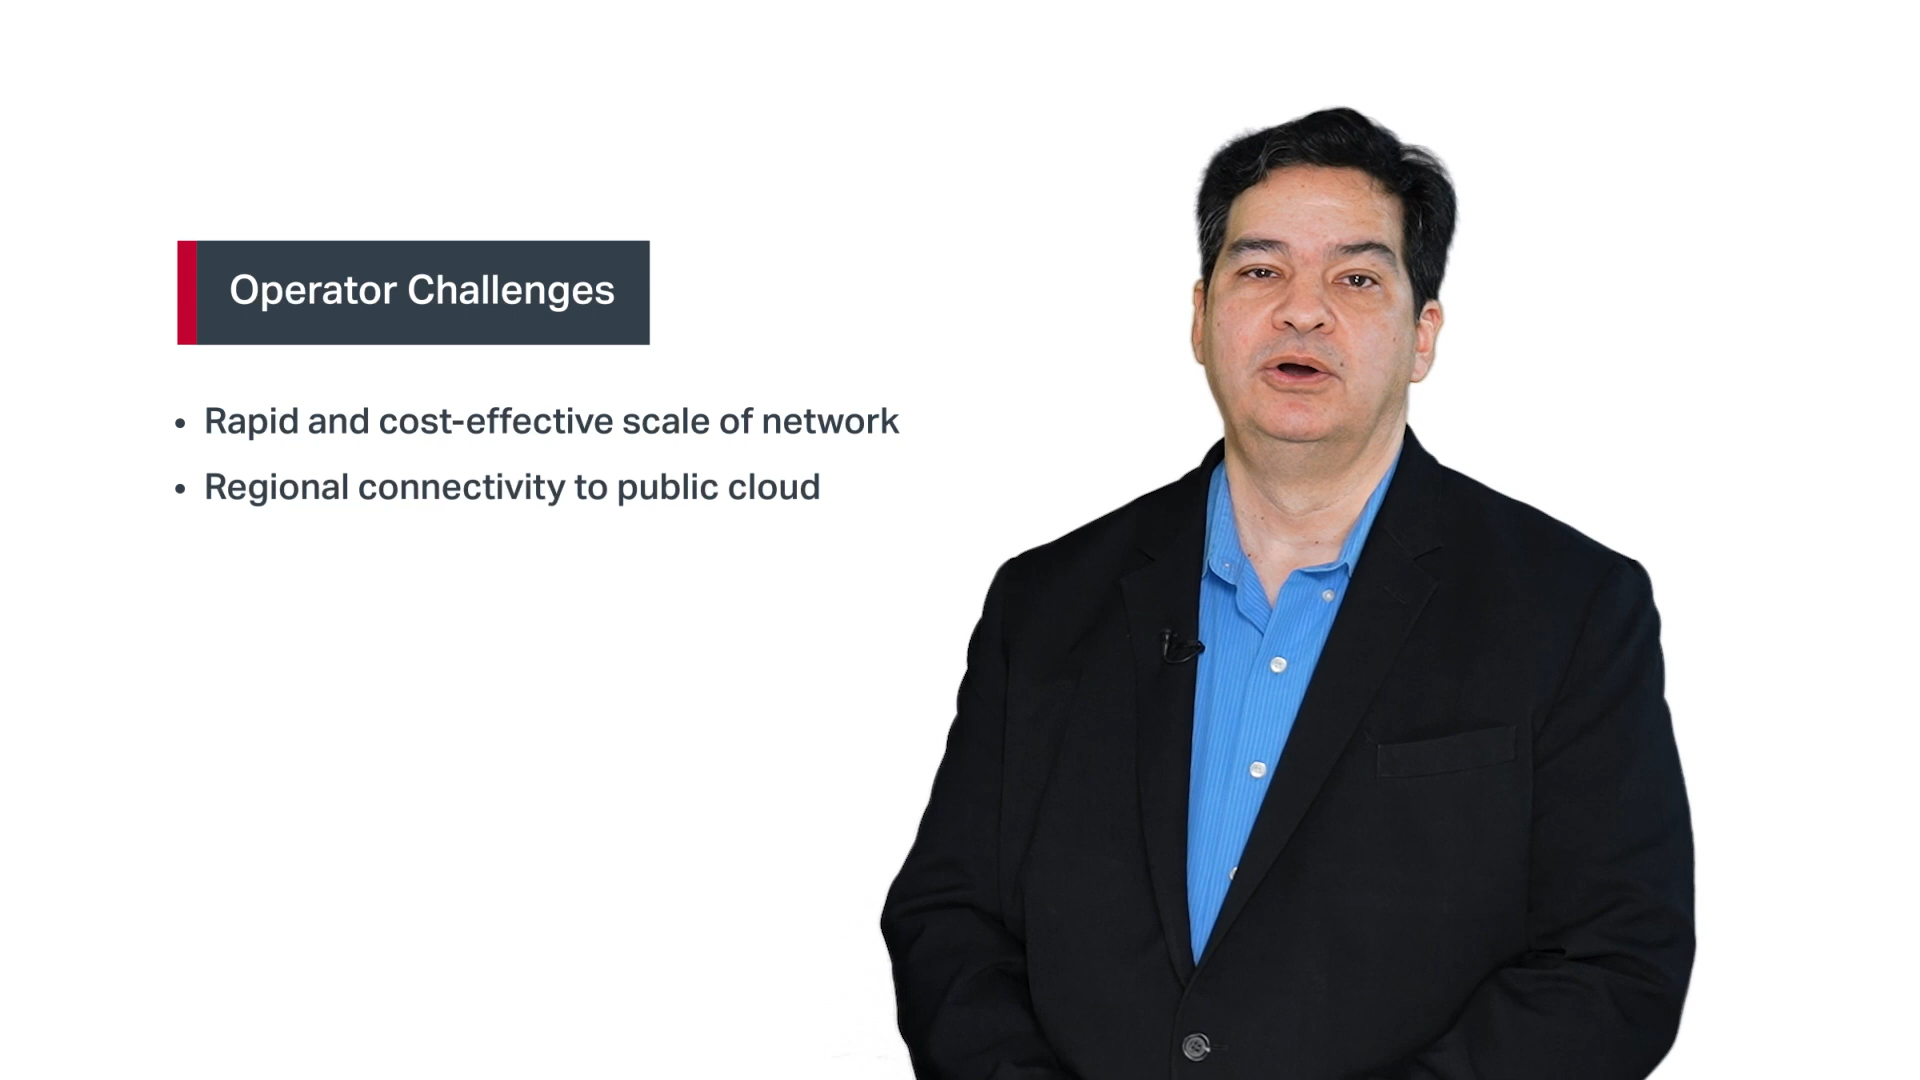 Operator Challenges
• Rapid and cost-effective scale of network
• Regional connectivity to public cloud